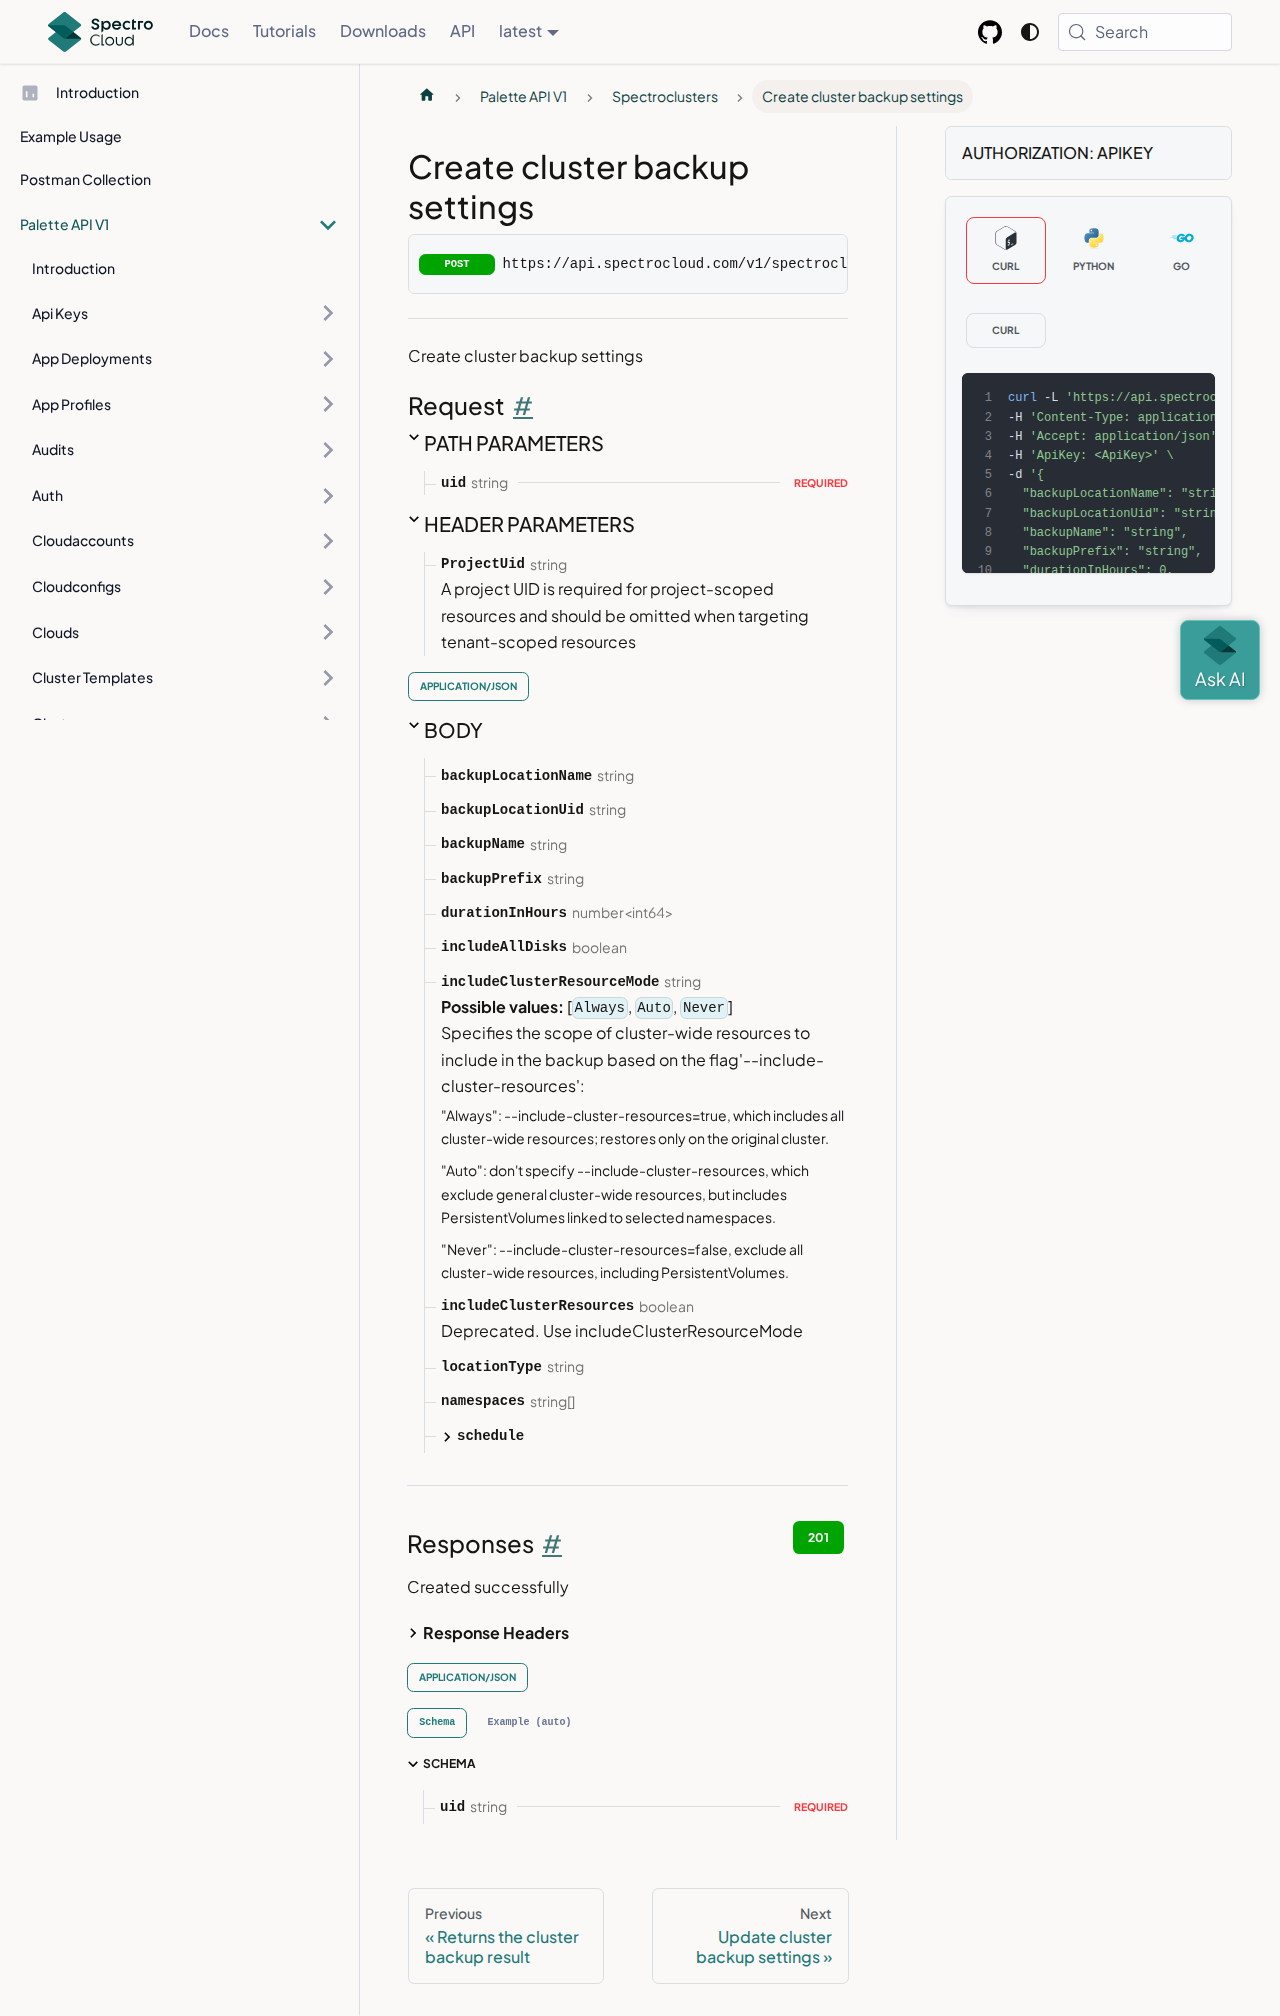 Spectro
Cloud
Docs
Tutorials
Downloads
API
latest
Search
Introduction
Example Usage
Postman Collection
Palette API V1
Introduction
Api Keys
App Deployments
App Profiles
Audits
Auth
Cloudaccounts
Cloudconfigs
Clouds
Cluster Templates
Palette API V1
Spectroclusters
Create cluster backup settings
Create cluster backup
settings
POST https://api.spectrocl
Create cluster backup settings
Request #
PATH PARAMETERS
uid string REQUIRED
HEADER PARAMETERS
ProjectUid string
A project UID is required for project-scoped
resources and should be omitted when targeting
tenant-scoped resources
APPLICATION/JSON
BODY
backupLocationName string
backupLocationUid string
backupName string
backupPrefix string
durationInHours number<int64>
includeAllDisks boolean
includeClusterResourceMode string
Possible values: [Always, Auto, Never]
Specifies the scope of cluster-wide resources to
include in the backup based on the flag'--include-
cluster-resources':
"Always": --include-cluster-resources=true, which includes all
cluster-wide resources; restores only on the original cluster.
"Auto": don't specify --include-cluster-resources, which
exclude general cluster-wide resources, but includes
PersistentVolumes linked to selected namespaces.
"Never": --include-cluster-resources=false, exclude all
cluster-wide resources, including PersistentVolumes.
includeClusterResources boolean
Deprecated. Use includeClusterResourceMode
locationType string
namespaces string[]
schedule
Responses #
201
Created successfully
Response Headers
APPLICATION/JSON
Schema
Example (auto)
SCHEMA
uid string REQUIRED
Previous
« Returns the cluster
backup result
Next
Update cluster
backup settings »
AUTHORIZATION: APIKEY
CURL
PYTHON
GO
CURL
1 curl -L 'https://api.spectroc
2 -H 'Content-Type: application
3 -H 'Accept: application/json'
4 -H 'ApiKey: <ApiKey>' \
5 -d '{
6 "backupLocationName": "stri
7 "backupLocationUid": "strin
8 "backupName": "string",
9 "backupPrefix": "string",
10 "durationInHours": 0,
Ask AI